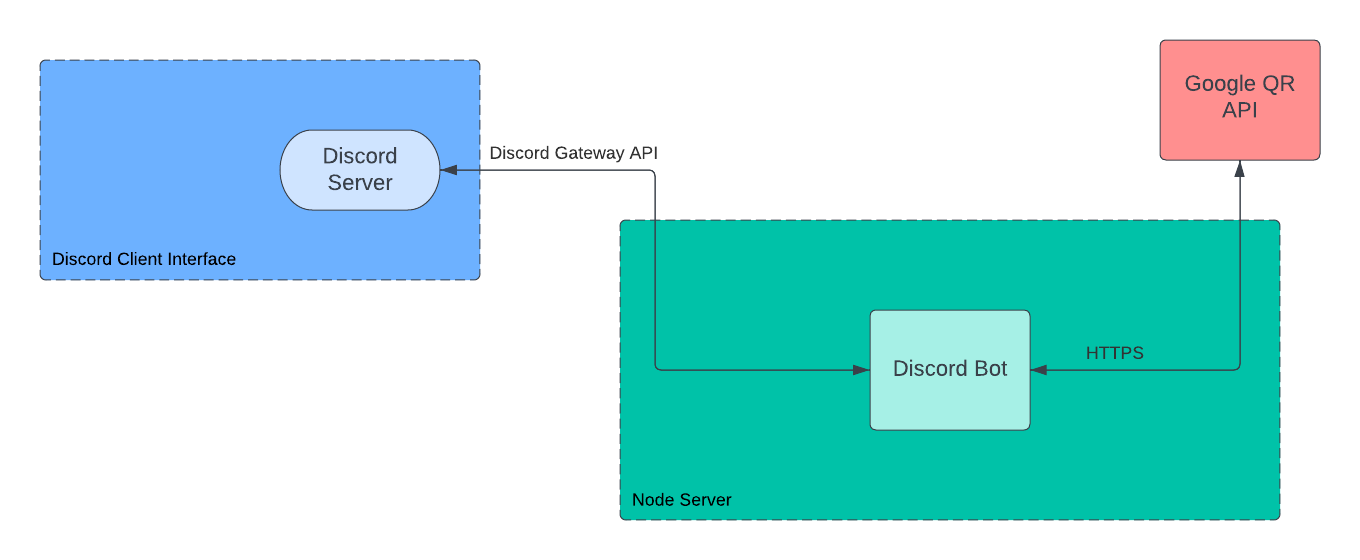 Google QR
API
Discord
Server
Discord Gateway API
Discord Client Interface
Discord Bot
HTTPS
Node Server